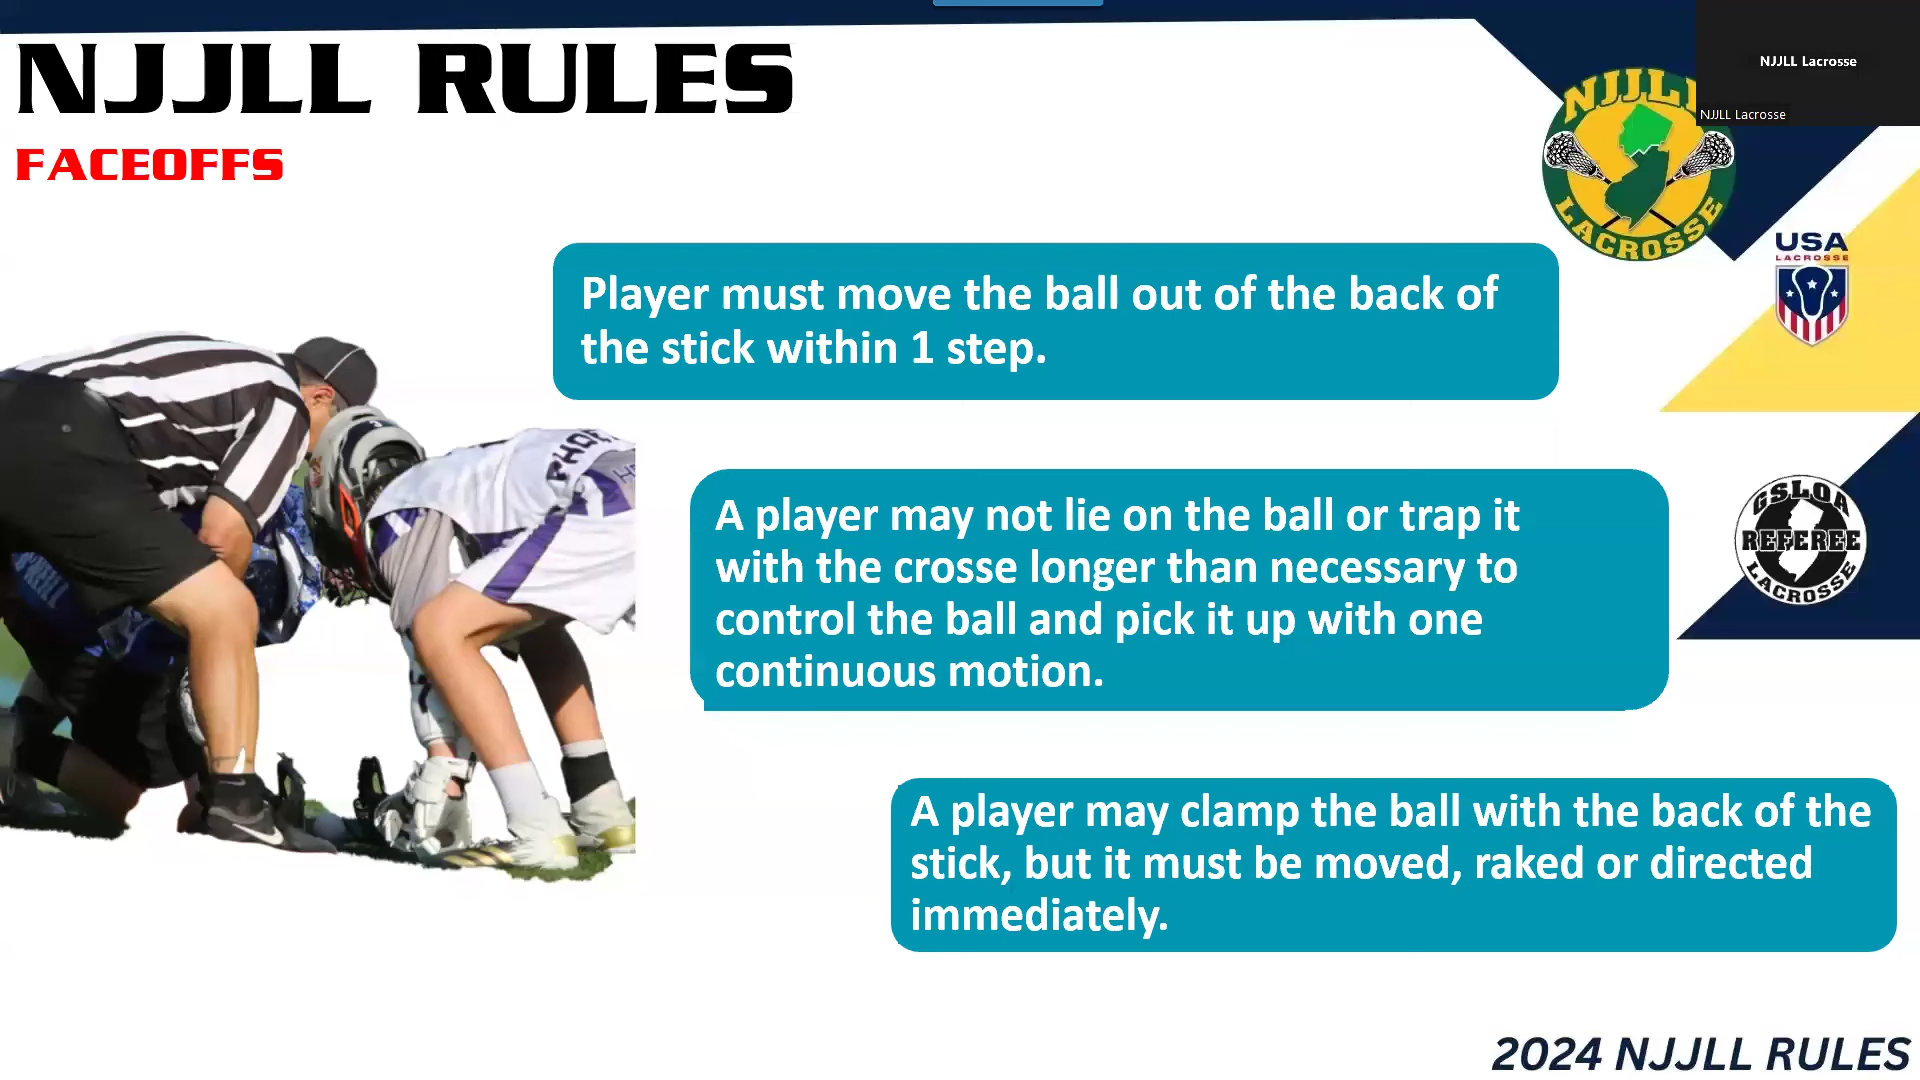 NJJLL RULES
FACEOFFS
NJJLL Lacrosse
NJJLL Lacrosse
NJJLL
LACROSSE
USA
LACROSSE
Player must move the ball out of the back of
the stick within 1 step.
GSLOA
REFEREE
LACROSSE
A player may not lie on the ball or trap it
with the crosse longer than necessary to
control the ball and pick it up with one
continuous motion.
A player may clamp the ball with the back of the
stick, but it must be moved, raked or directed
immediately.
2024 NJJLL RULES